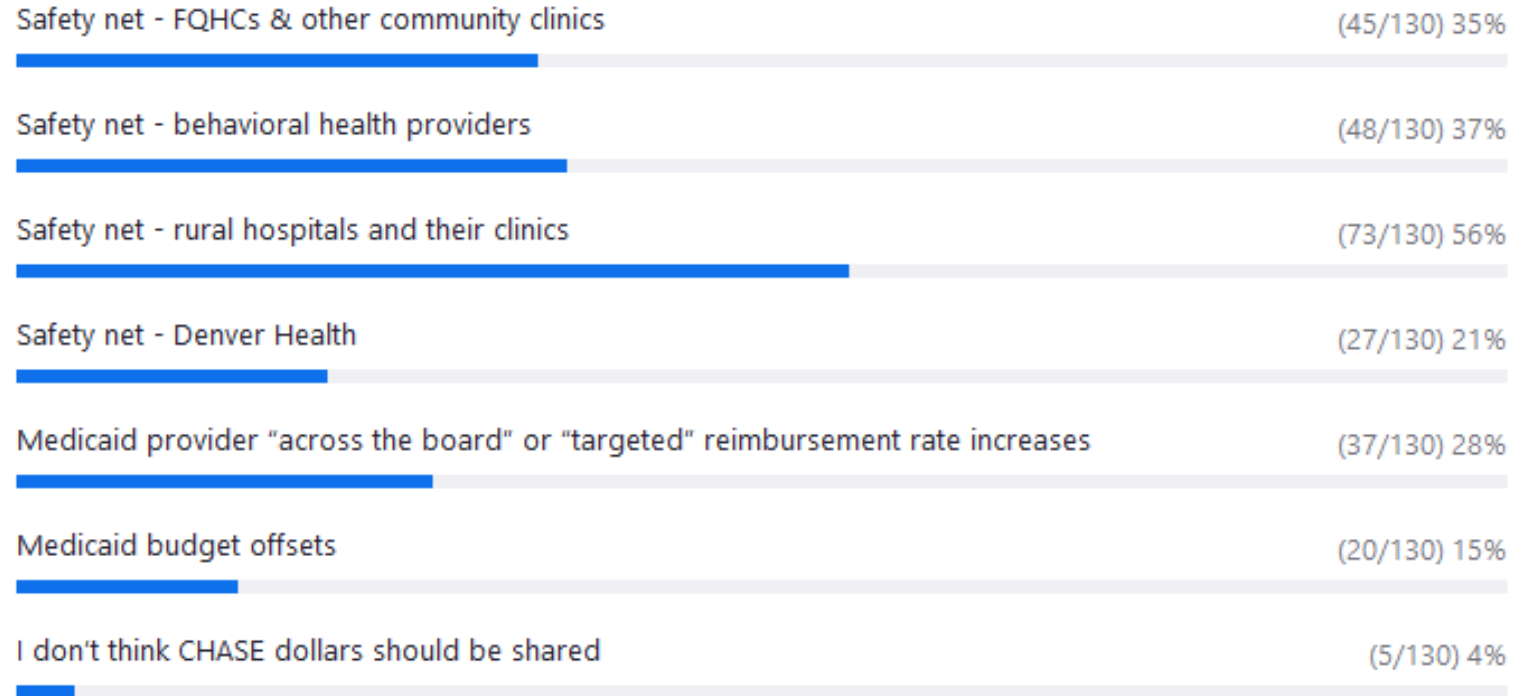 Safety net - FQHCs & other community clinics (45/130) 35%
Safety net - behavioral health providers (48/130) 37%
Safety net - rural hospitals and their clinics (73/130) 56%
Safety net - Denver Health (27/130) 21%
Medicaid provider “across the board” or “targeted” reimbursement rate increases (37/130) 28%
Medicaid budget offsets (20/130) 15%
I don't think CHASE dollars should be shared (5/130) 4%